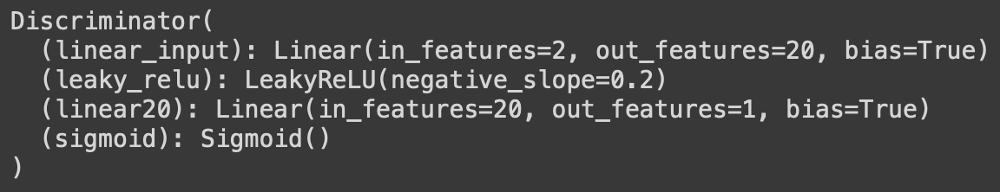 Discriminator(
  (linear_input): Linear(in_features=2, out_features=20, bias=True)
  (leaky_relu): LeakyReLU(negative_slope=0.2)
  (linear20): Linear(in_features=20, out_features=1, bias=True)
  (sigmoid): Sigmoid()
)